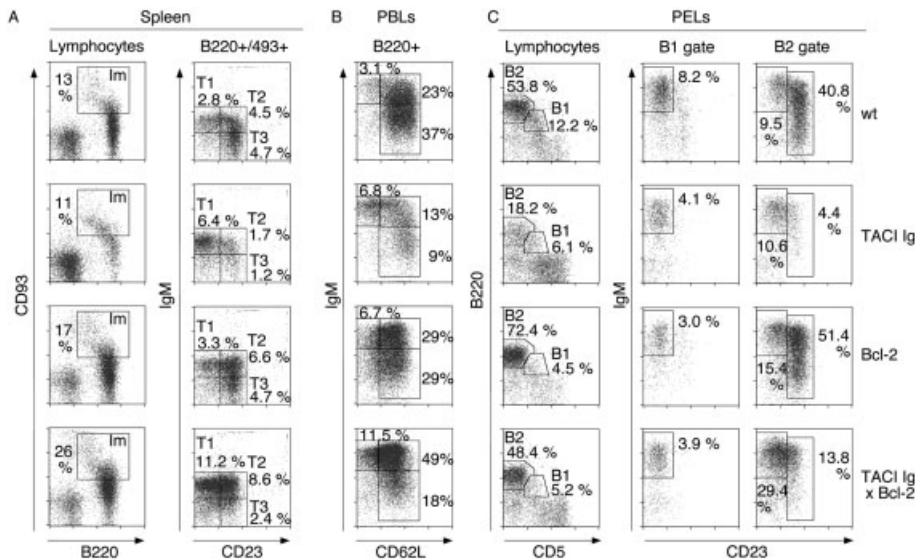 A
Spleen
B
PBLs
C
PELs
Lymphocytes
B220+/493+
B220+
Lymphocytes
B1 gate
B2 gate
13 %
Im
T1
2.8 %
T2
4.5 %
T3
4.7 %
3.1 %
23%
37%
B2
53.8 %
B1
12.2 %
8.2 %
40.8 %
9.5 %
wt
11 %
Im
T1
6.4 %
T2
1.7 %
T3
1.2 %
6.8 %
13%
9%
B2
18.2 %
B1
6.1 %
4.1 %
4.4 %
10.6 %
TACI Ig
17 %
Im
T1
3.3 %
T2
6.6 %
T3
4.7 %
6.7 %
29%
29%
B2
72.4 %
B1
4.5 %
3.0 %
51.4 %
15.4 %
Bcl-2
26 %
Im
T1
11.2 %
T2
8.6 %
T3
2.4 %
11.5 %
49%
18%
B2
48.4 %
B1
5.2 %
3.9 %
13.8 %
29.4 %
TACI Ig
x Bcl-2
CD93
IgM
IgM
B220
IgM
B220
CD23
CD62L
CD5
CD23